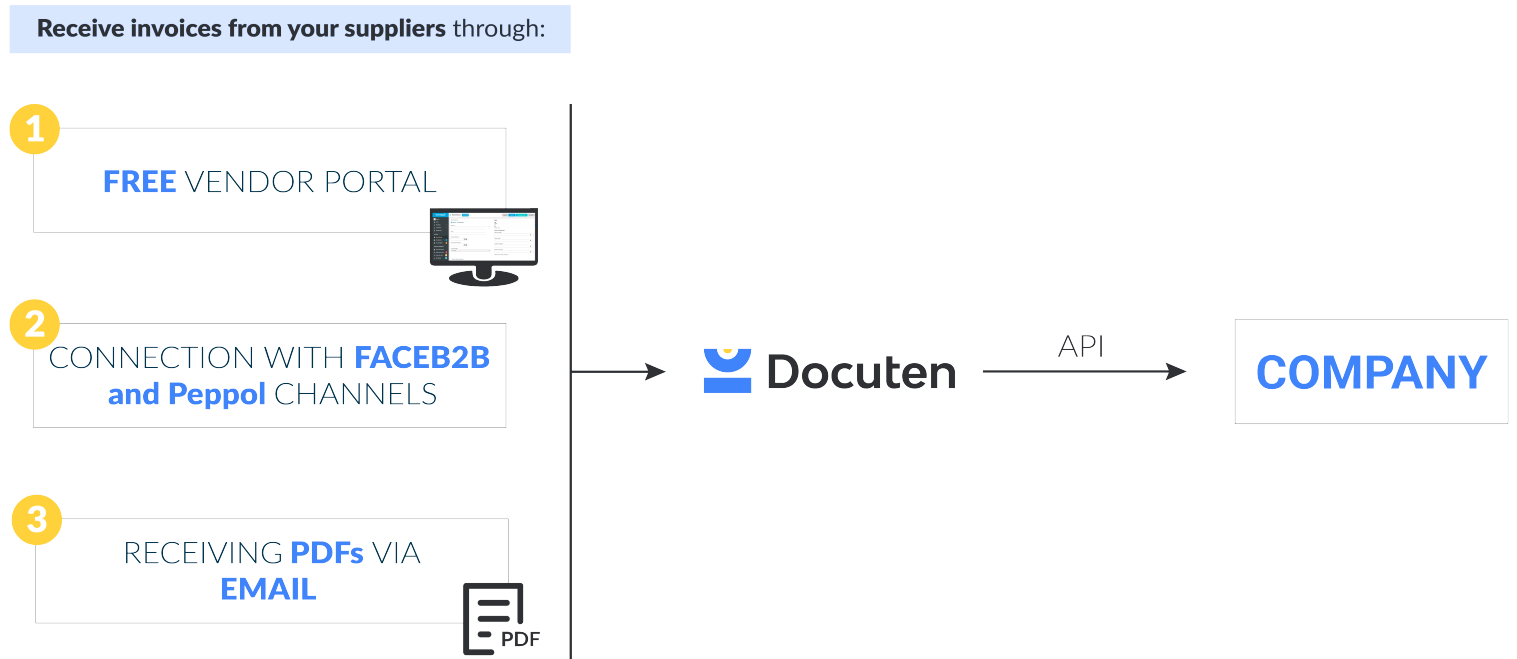 Receive invoices from your suppliers through:
1
FREE VENDOR PORTAL
2
CONNECTION WITH FACEB2B
and Peppol CHANNELS
3
RECEIVING PDFs VIA
EMAIL
PDF
Docuten
API
COMPANY